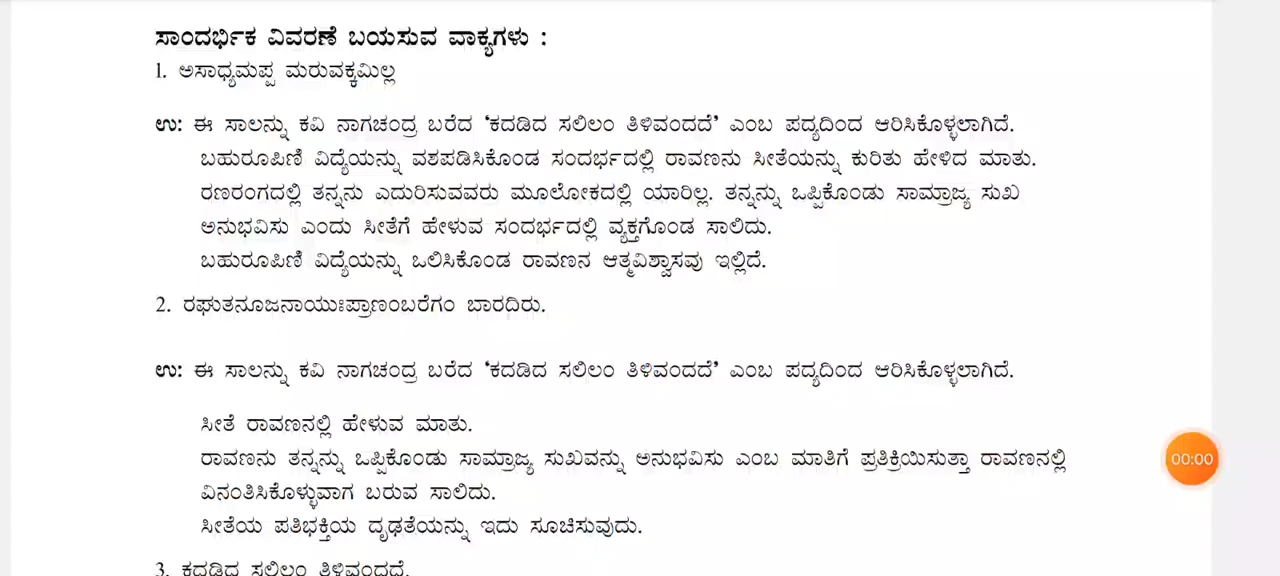 ಸಾಂದರ್ಭಿಕ ವಿವರಣೆ ಬಯಸುವ ವಾಕ್ಯಗಳು :
1. ಅಸಾಧ್ಯಮಪ್ಪ ಮರುವಕ್ಕಮಿಲ್ಲ
ಉ: ಈ ಸಾಲನ್ನು ಕವಿ ನಾಗಚಂದ್ರ ಬರೆದ 'ಕದಡಿದ ಸಲಿಲಂ ತಿಳಿವಂದದೆ' ಎಂಬ ಪದ್ಯದಿಂದ ಆರಿಸಿಕೊಳ್ಳಲಾಗಿದೆ.
ಬಹುರೂಪಿಣಿ ವಿದ್ಯೆಯನ್ನು ವಶಪಡಿಸಿಕೊಂಡ ಸಂದರ್ಭದಲ್ಲಿ ರಾವಣನು ಸೀತೆಯನ್ನು ಕುರಿತು ಹೇಳಿದ ಮಾತು.
ರಣರಂಗದಲ್ಲಿ ತನ್ನನು ಎದುರಿಸುವವರು ಮೂಲೋಕದಲ್ಲಿ ಯಾರಿಲ್ಲ. ತನ್ನನ್ನು ಒಪ್ಪಿಕೊಂಡು ಸಾಮ್ರಾಜ್ಯ ಸುಖ
ಅನುಭವಿಸು ಎಂದು ಸೀತೆಗೆ ಹೇಳುವ ಸಂದರ್ಭದಲ್ಲಿ ವ್ಯಕ್ತಗೊಂಡ ಸಾಲಿದು.
ಬಹುರೂಪಿಣಿ ವಿದ್ಯೆಯನ್ನು ಒಲಿಸಿಕೊಂಡ ರಾವಣನ ಆತ್ಮವಿಶ್ವಾಸವು ಇಲ್ಲಿದೆ.
2. ರಘುತನೂಜನಾಯುಃಪ್ರಾಣಂಬರೆಗಂ ಬಾರದಿರು.
ಉ: ಈ ಸಾಲನ್ನು ಕವಿ ನಾಗಚಂದ್ರ ಬರೆದ 'ಕದಡಿದ ಸಲಿಲಂ ತಿಳಿವಂದದೆ' ಎಂಬ ಪದ್ಯದಿಂದ ಆರಿಸಿಕೊಳ್ಳಲಾಗಿದೆ.
ಸೀತೆ ರಾವಣನಲ್ಲಿ ಹೇಳುವ ಮಾತು.
ರಾವಣನು ತನ್ನನ್ನು ಒಪ್ಪಿಕೊಂಡು ಸಾಮ್ರಾಜ್ಯ ಸುಖವನ್ನು ಅನುಭವಿಸು ಎಂಬ ಮಾತಿಗೆ ಪ್ರತಿಕ್ರಿಯಿಸುತ್ತಾ ರಾವಣನಲ್ಲಿ
00:00
ವಿನಂತಿಸಿಕೊಳ್ಳುವಾಗ ಬರುವ ಸಾಲಿದು.
ಸೀತೆಯ ಪತಿಭಕ್ತಿಯ ದೃಢತೆಯನ್ನು ಇದು ಸೂಚಿಸುವುದು.
3. ಕದಡಿದ ಸಲಿಲಂ ತಿಳಿವಂದದೆ.